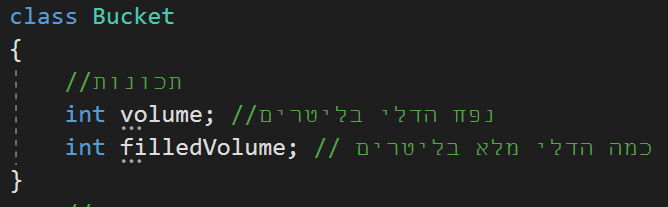 class Bucket
{
//תכונות
int volume; //נפח הדלי בליטרים
int filledVolume; // כמה הדלי מלא בליטרים
}